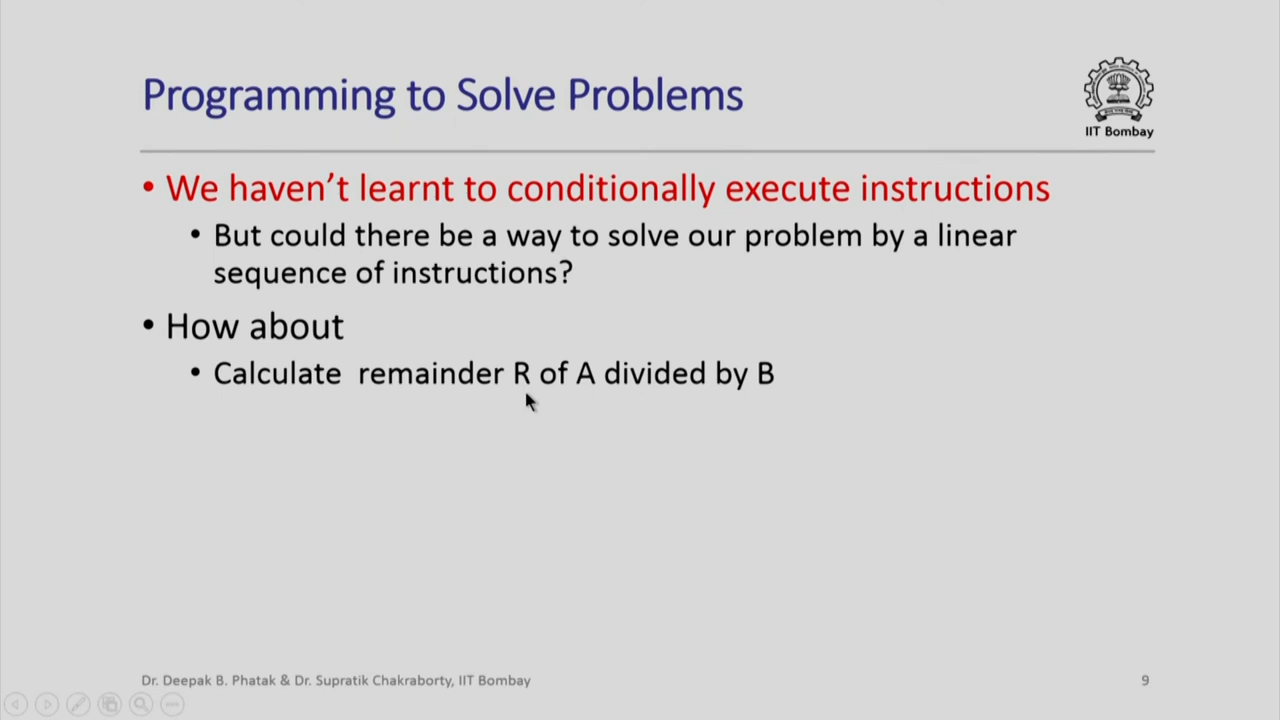 Programming to Solve Problems
IIT Bombay
• We haven’t learnt to conditionally execute instructions
• But could there be a way to solve our problem by a linear
sequence of instructions?
• How about
• Calculate remainder R of A divided by B
Dr. Deepak B. Phatak & Dr. Supratik Chakraborty, IIT Bombay
9